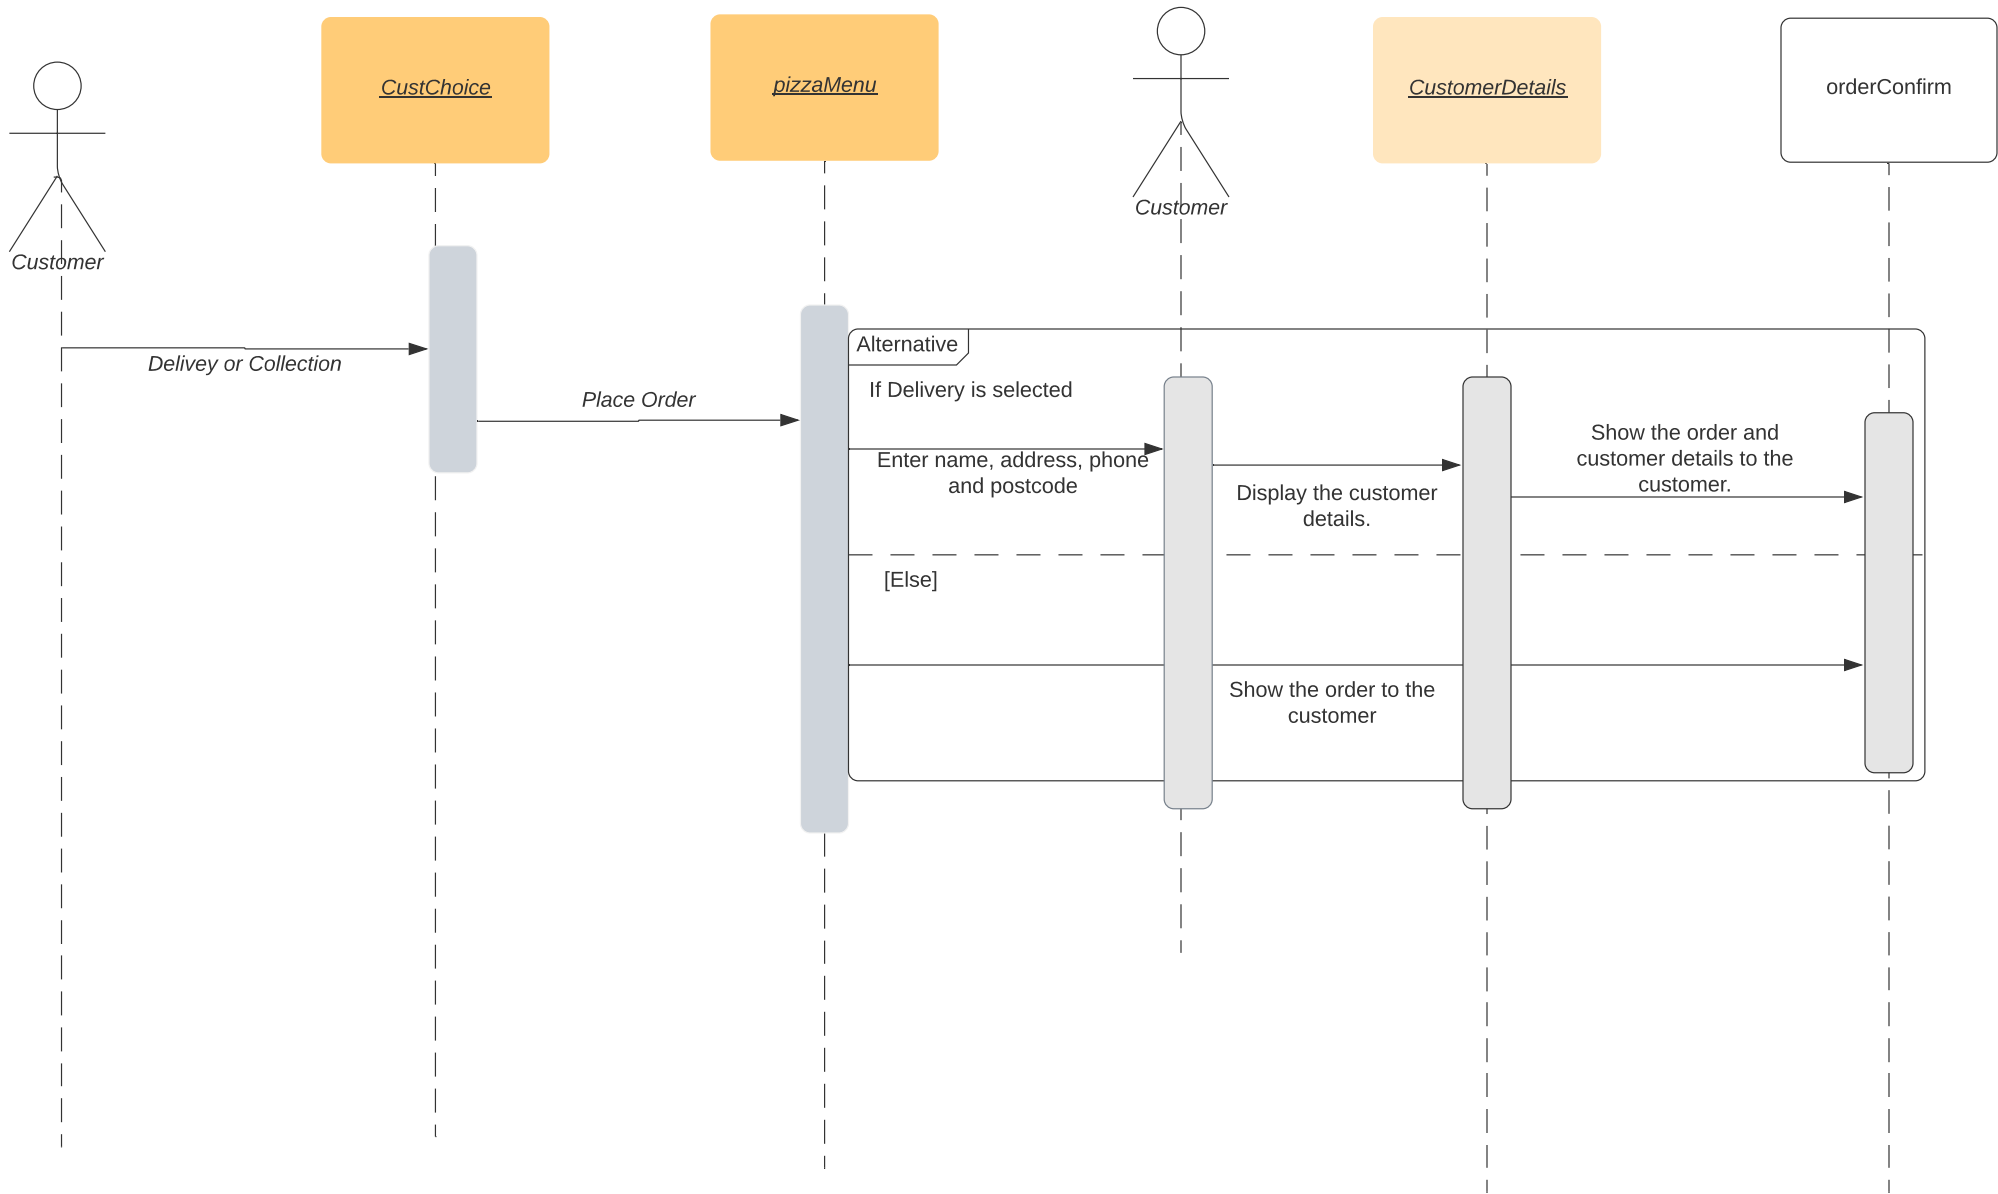 CustChoice
pizzaMenu
CustomerDetails
orderConfirm
Customer
Customer
Alternative
Delivey or Collection
If Delivery is selected
Place Order
Show the order and
customer details to the
customer.
Enter name, address, phone
and postcode
Display the customer
details.
[Else]
Show the order to the
customer